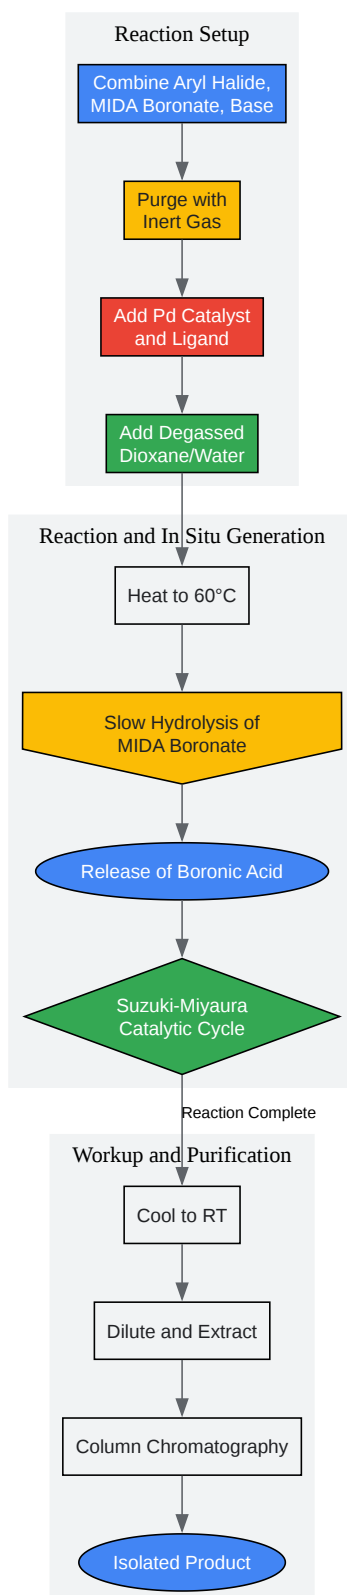 Reaction Setup
Combine Aryl Halide,
MIDA Boronate, Base
Purge with
Inert Gas
Add Pd Catalyst
and Ligand
Add Degassed
Dioxane/Water
Reaction and In Situ Generation
Heat to 60°C
Slow Hydrolysis of
MIDA Boronate
Release of Boronic Acid
Suzuki-Miyaura
Catalytic Cycle
Reaction Complete
Workup and Purification
Cool to RT
Dilute and Extract
Column Chromatography
Isolated Product